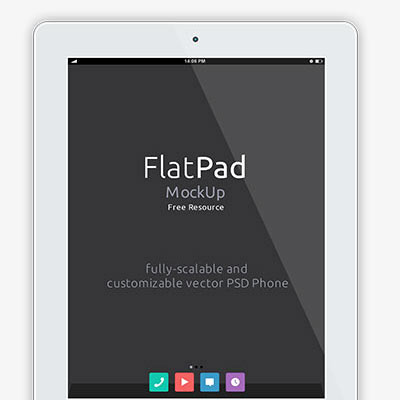 14:06 PM
FlatPad
MockUp
Free Resource
fully-scalable and
customizable vector PSD Phone